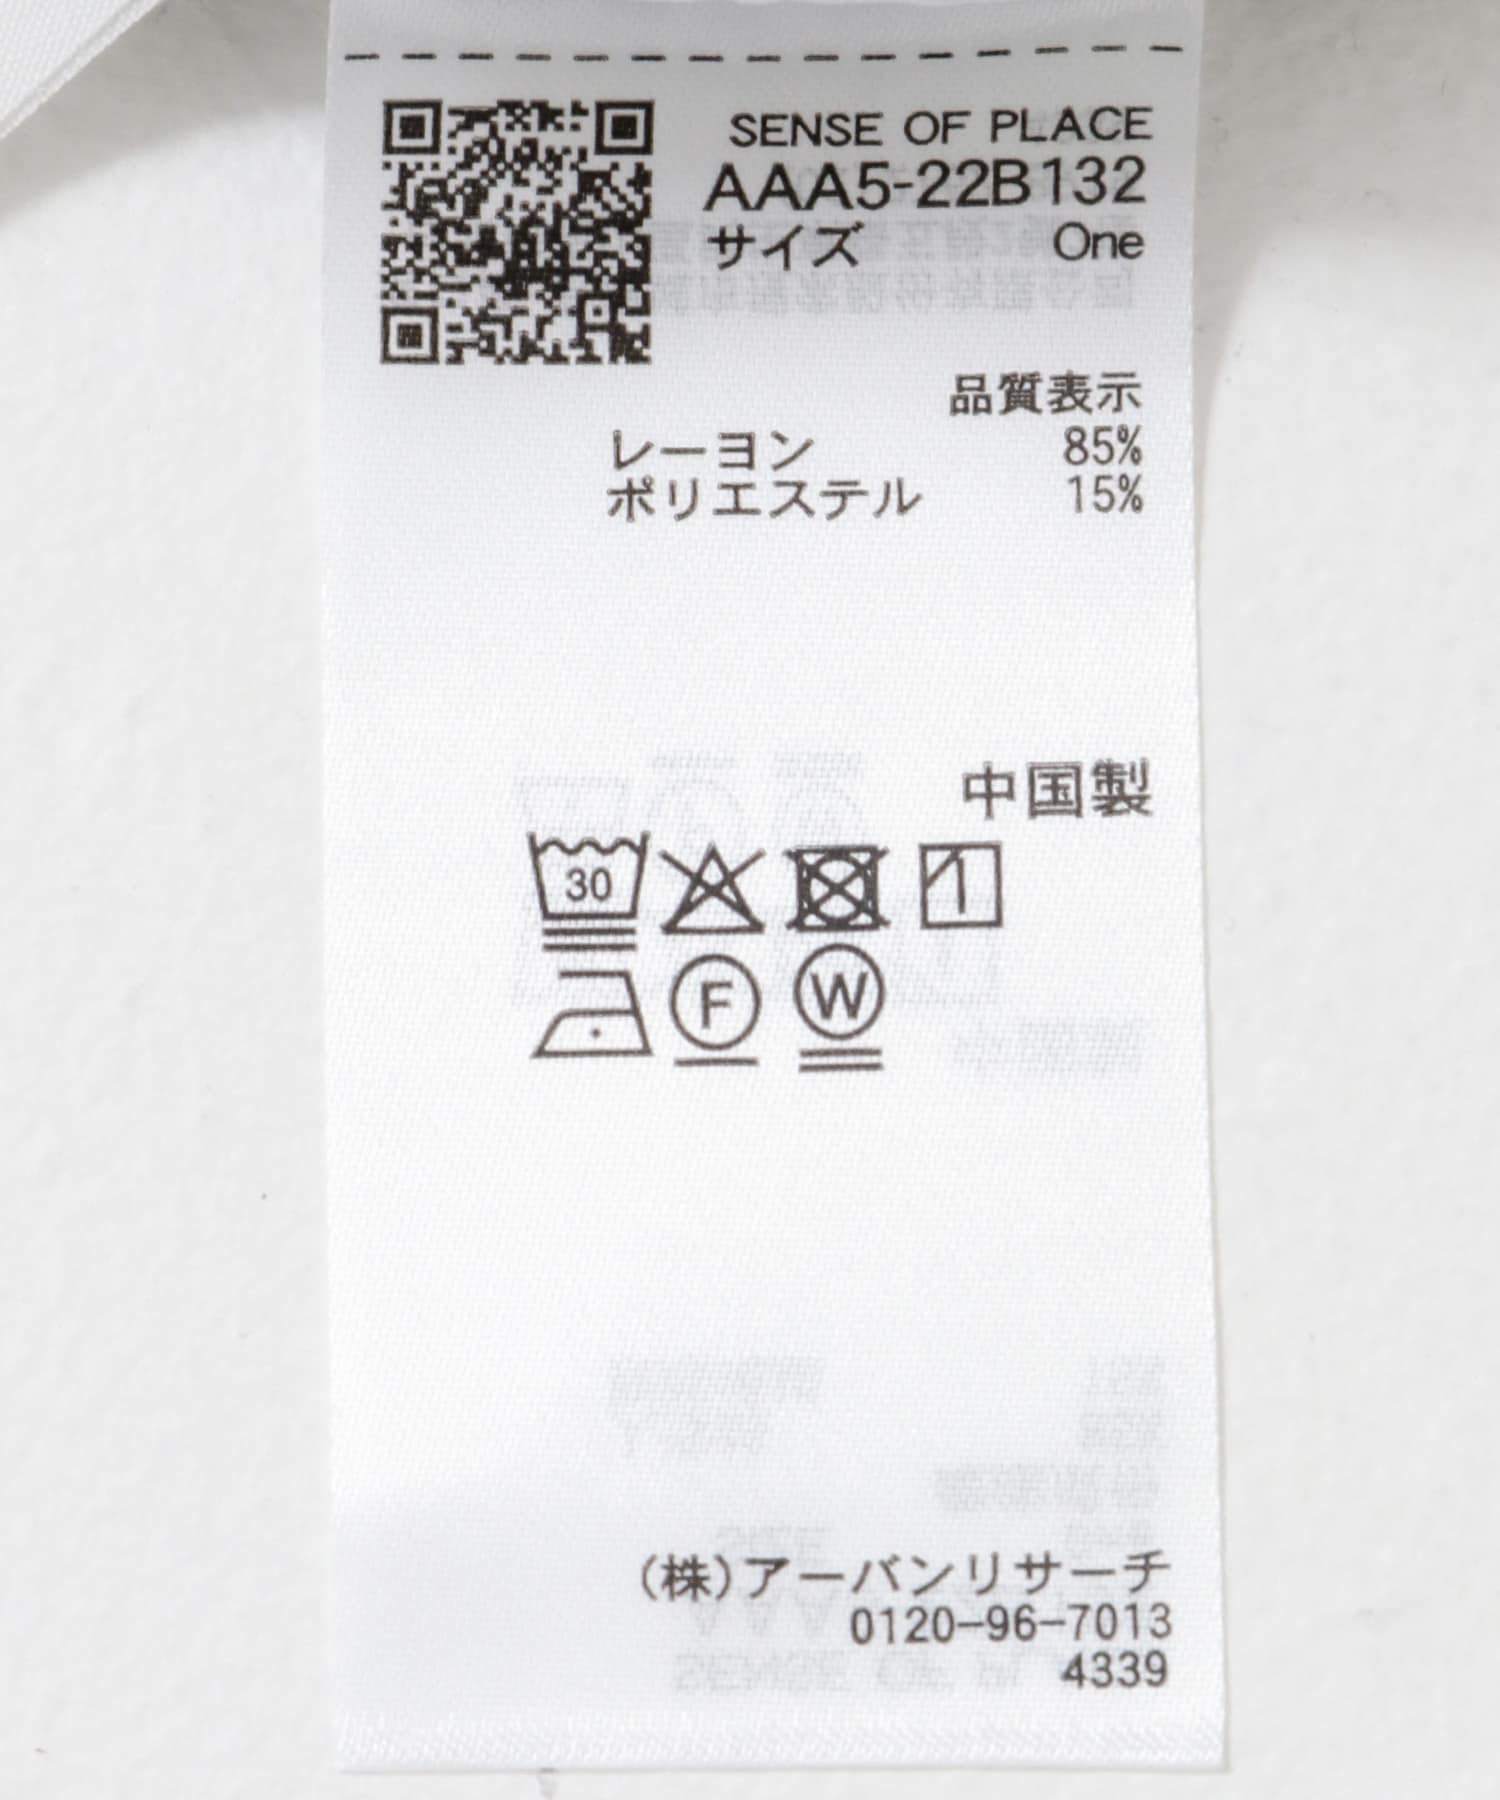 SENSE OF PLACE
AAA5-22B132
サイズ One
品質表示
レーヨン 85%
ポリエステル 15%
中国製
30
F W
(株)アーバンリサーチ
0120-96-7013
4339